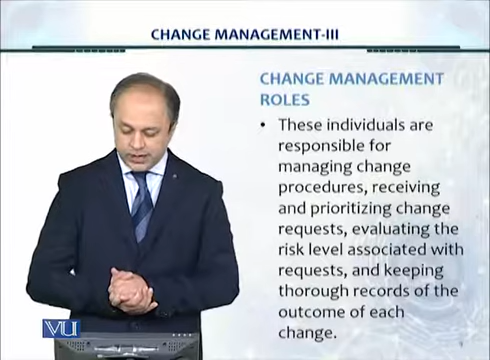 CHANGE MANAGEMENT-III
CHANGE MANAGEMENT
ROLES
• These individuals are
responsible for
managing change
procedures, receiving
and prioritizing change
requests, evaluating the
risk level associated with
requests, and keeping
thorough records of the
outcome of each
change.
VU